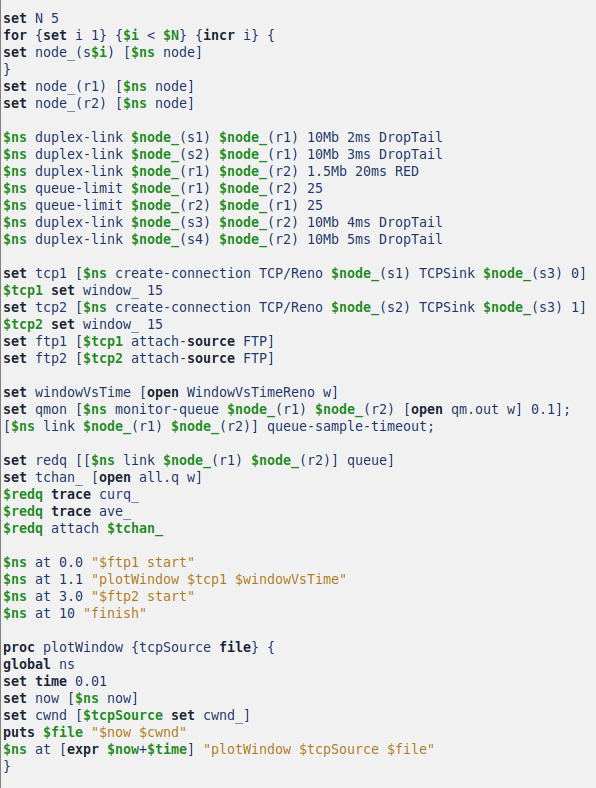 set N 5
for {set i 1} {$i < $N} {incr i} {
set node_(s$i) [$ns node]
}
set node_(r1) [$ns node]
set node_(r2) [$ns node]
$ns duplex-link $node_(s1) $node_(r1) 10Mb 2ms DropTail
$ns duplex-link $node_(s2) $node_(r1) 10Mb 3ms DropTail
$ns duplex-link $node_(r1) $node_(r2) 1.5Mb 20ms RED
$ns queue-limit $node_(r1) $node_(r2) 25
$ns queue-limit $node_(r2) $node_(r1) 25
$ns duplex-link $node_(s3) $node_(r2) 10Mb 4ms DropTail
$ns duplex-link $node_(s4) $node_(r2) 10Mb 5ms DropTail
set tcp1 [$ns create-connection TCP/Reno $node_(s1) TCPSink $node_(s3) 0]
$tcp1 set window_ 15
set tcp2 [$ns create-connection TCP/Reno $node_(s2) TCPSink $node_(s3) 1]
$tcp2 set window_ 15
set ftp1 [$tcp1 attach-source FTP]
set ftp2 [$tcp2 attach-source FTP]
set windowVsTime [open WindowVsTimeReno w]
set qmon [$ns monitor-queue $node_(r1) $node_(r2) [open qm.out w] 0.1];
[$ns link $node_(r1) $node_(r2)] queue-sample-timeout;
set redq [[$ns link $node_(r1) $node_(r2)] queue]
set tchan_ [open all.q w]
$redq trace curq_
$redq trace ave_
$redq attach $tchan_
$ns at 0.0 "$ftp1 start"
$ns at 1.1 "plotWindow $tcp1 $windowVsTime"
$ns at 3.0 "$ftp2 start"
$ns at 10 "finish"
proc plotWindow {tcpSource file} {
global ns
set time 0.01
set now [$ns now]
set cwnd [$tcpSource set cwnd_]
puts $file "$now $cwnd"
$ns at [expr $now+$time] "plotWindow $tcpSource $file"
}